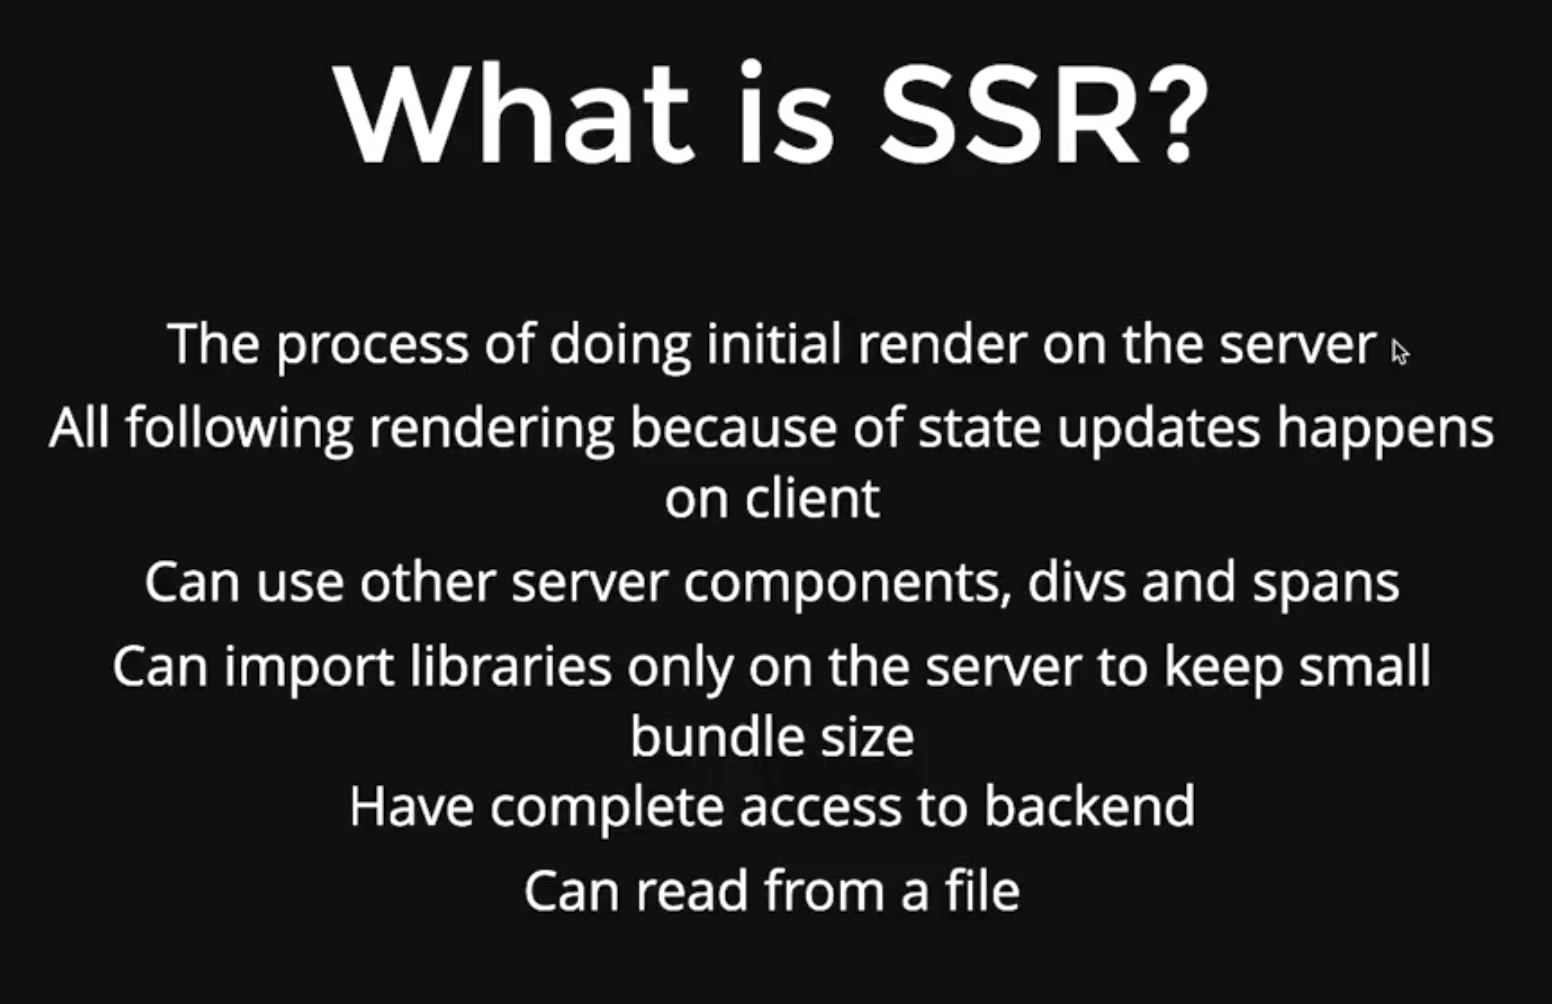 What is SSR?
The process of doing initial render on the server
All following rendering because of state updates happens
on client
Can use other server components, divs and spans
Can import libraries only on the server to keep small
bundle size
Have complete access to backend
Can read from a file